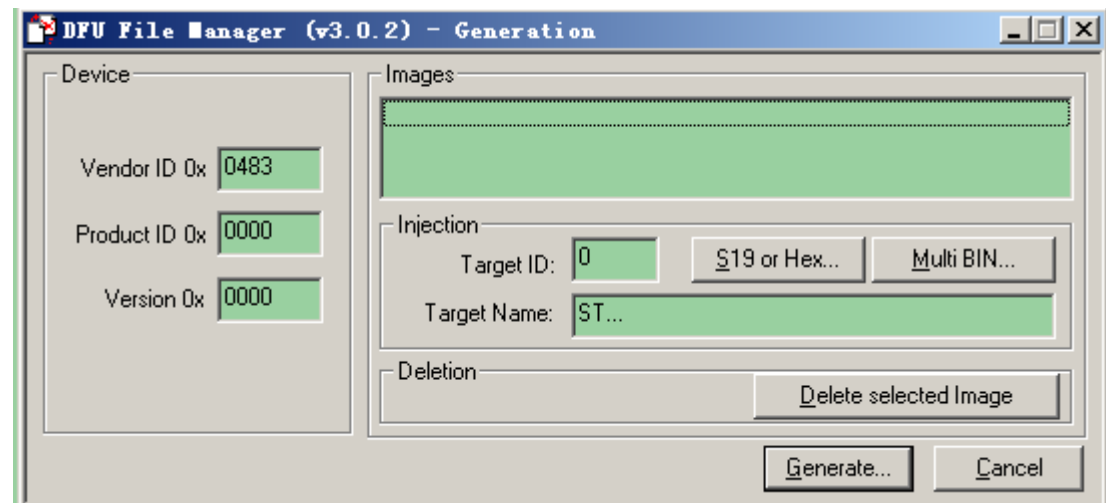 DFU File Manager (v3.0.2) - Generation
Device
Vendor ID 0x 0483
Product ID 0x 0000
Version 0x 0000
Images
Injection
Target ID: 0 S19 or Hex... Multi BIN...
Target Name: ST...
Deletion
Delete selected Image
Generate... Cancel